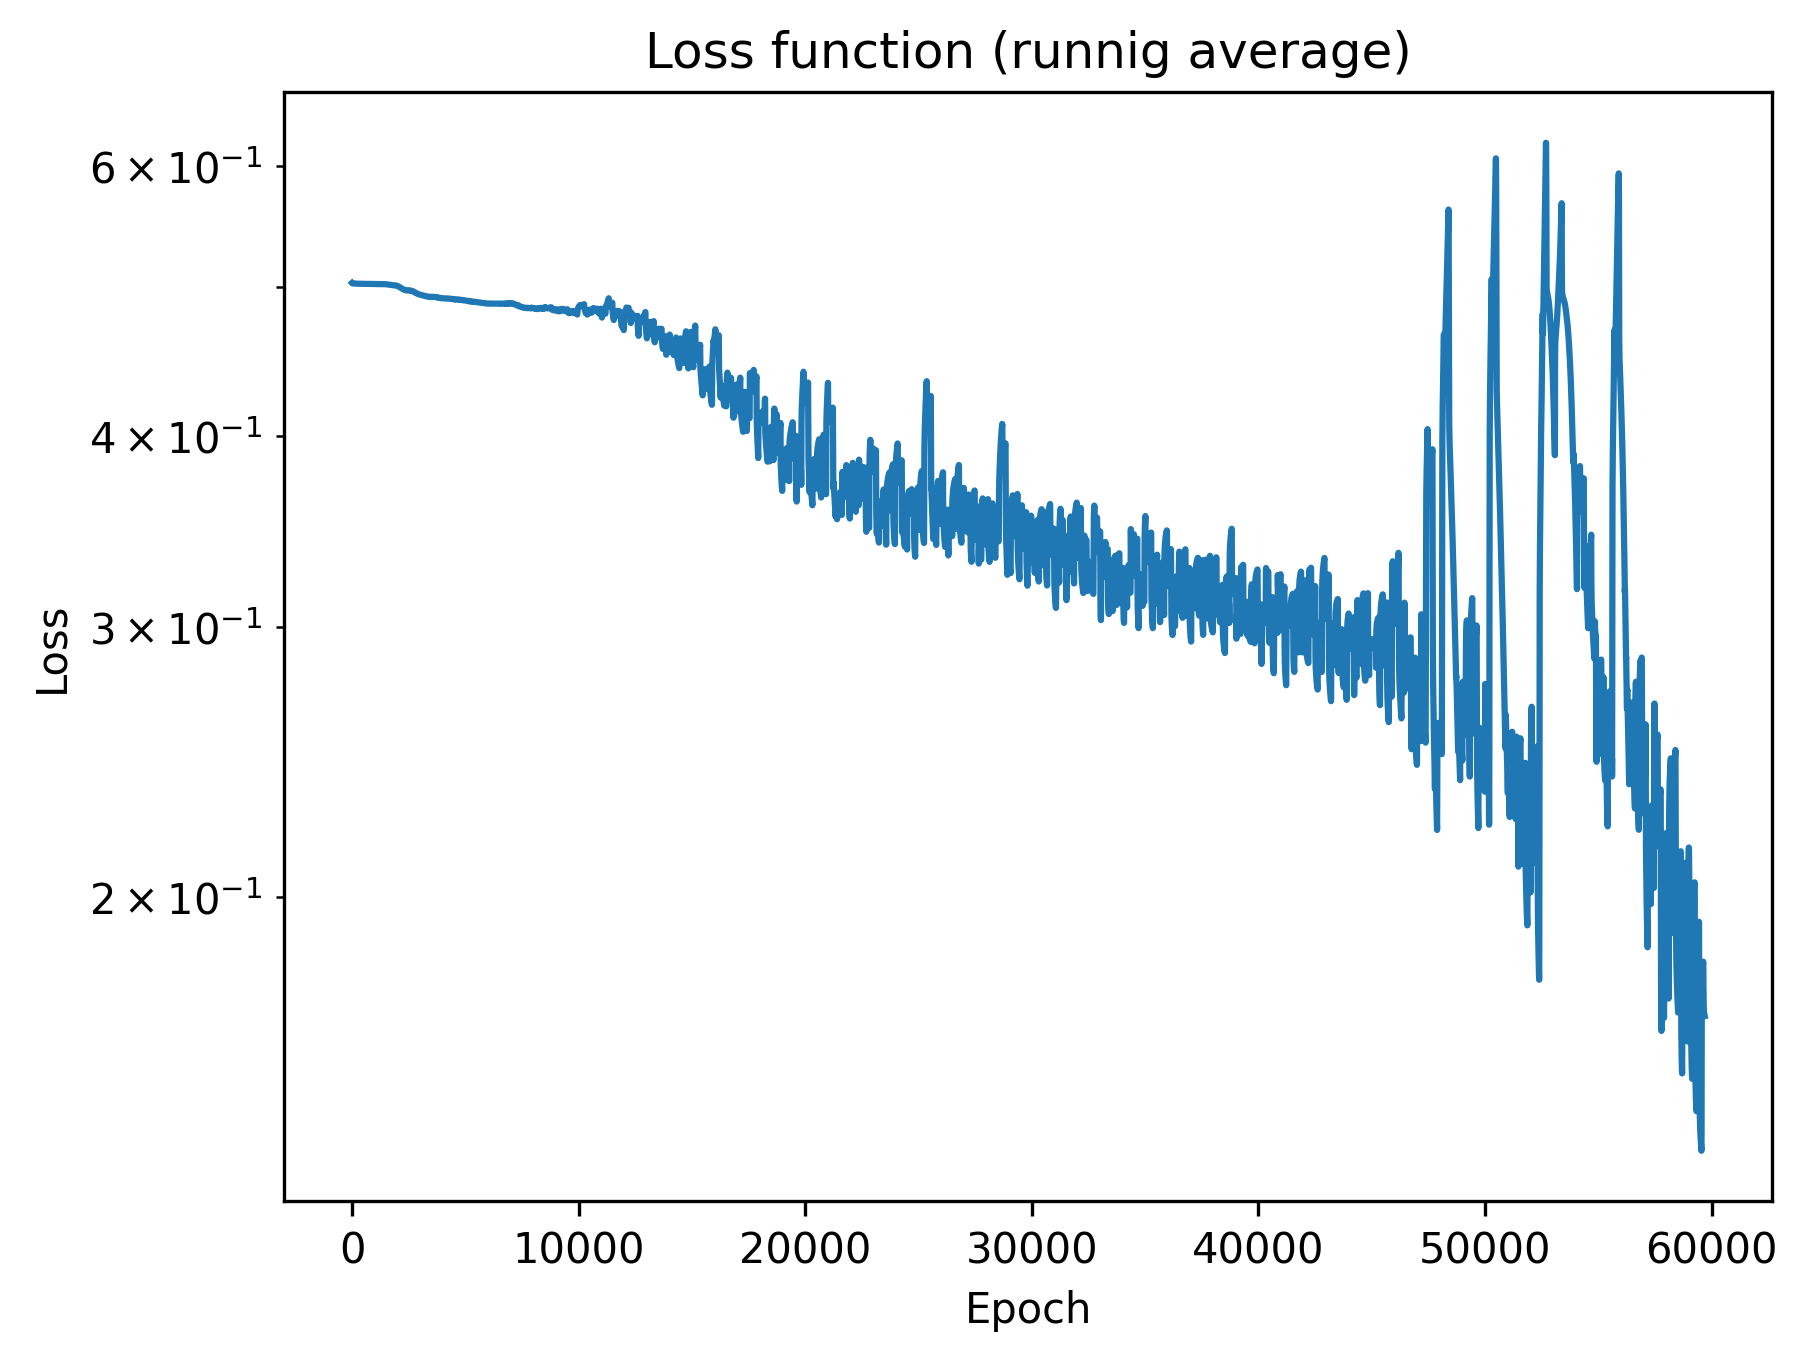 Loss function (runnig average)
6 × 10⁻¹
4 × 10⁻¹
3 × 10⁻¹
2 × 10⁻¹
Loss
0 10000 20000 30000 40000 50000 60000
Epoch